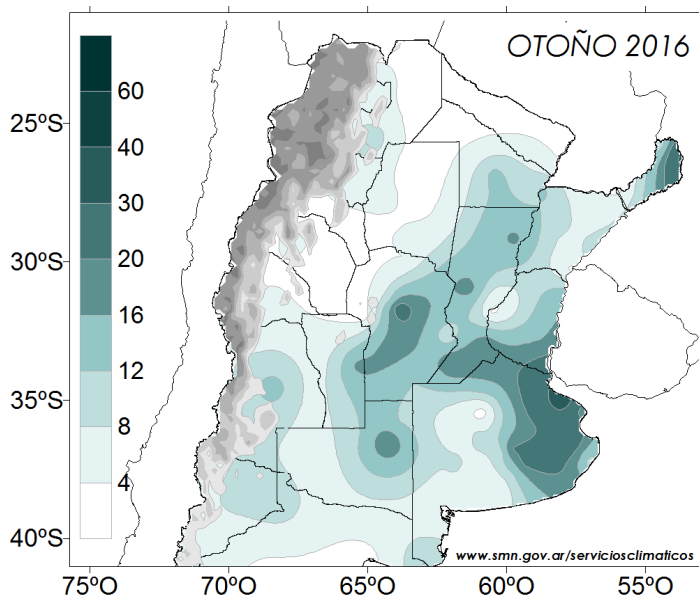 OTOÑO 2016
60
40
30
20
16
12
8
4
25ºS
30ºS
35ºS
40ºS
www.smn.gov.ar/serviciosclimaticos
75ºO 70ºO 65ºO 60ºO 55ºO